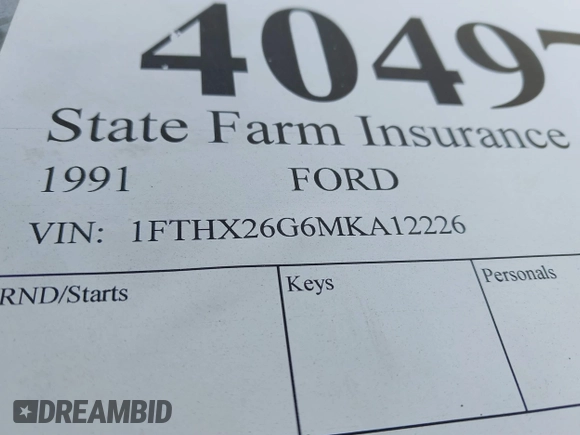 4049
State Farm Insurance
1991 FORD
VIN: 1FTHX26G6MKA12226
RND/Starts Keys Personals
DREAMBID